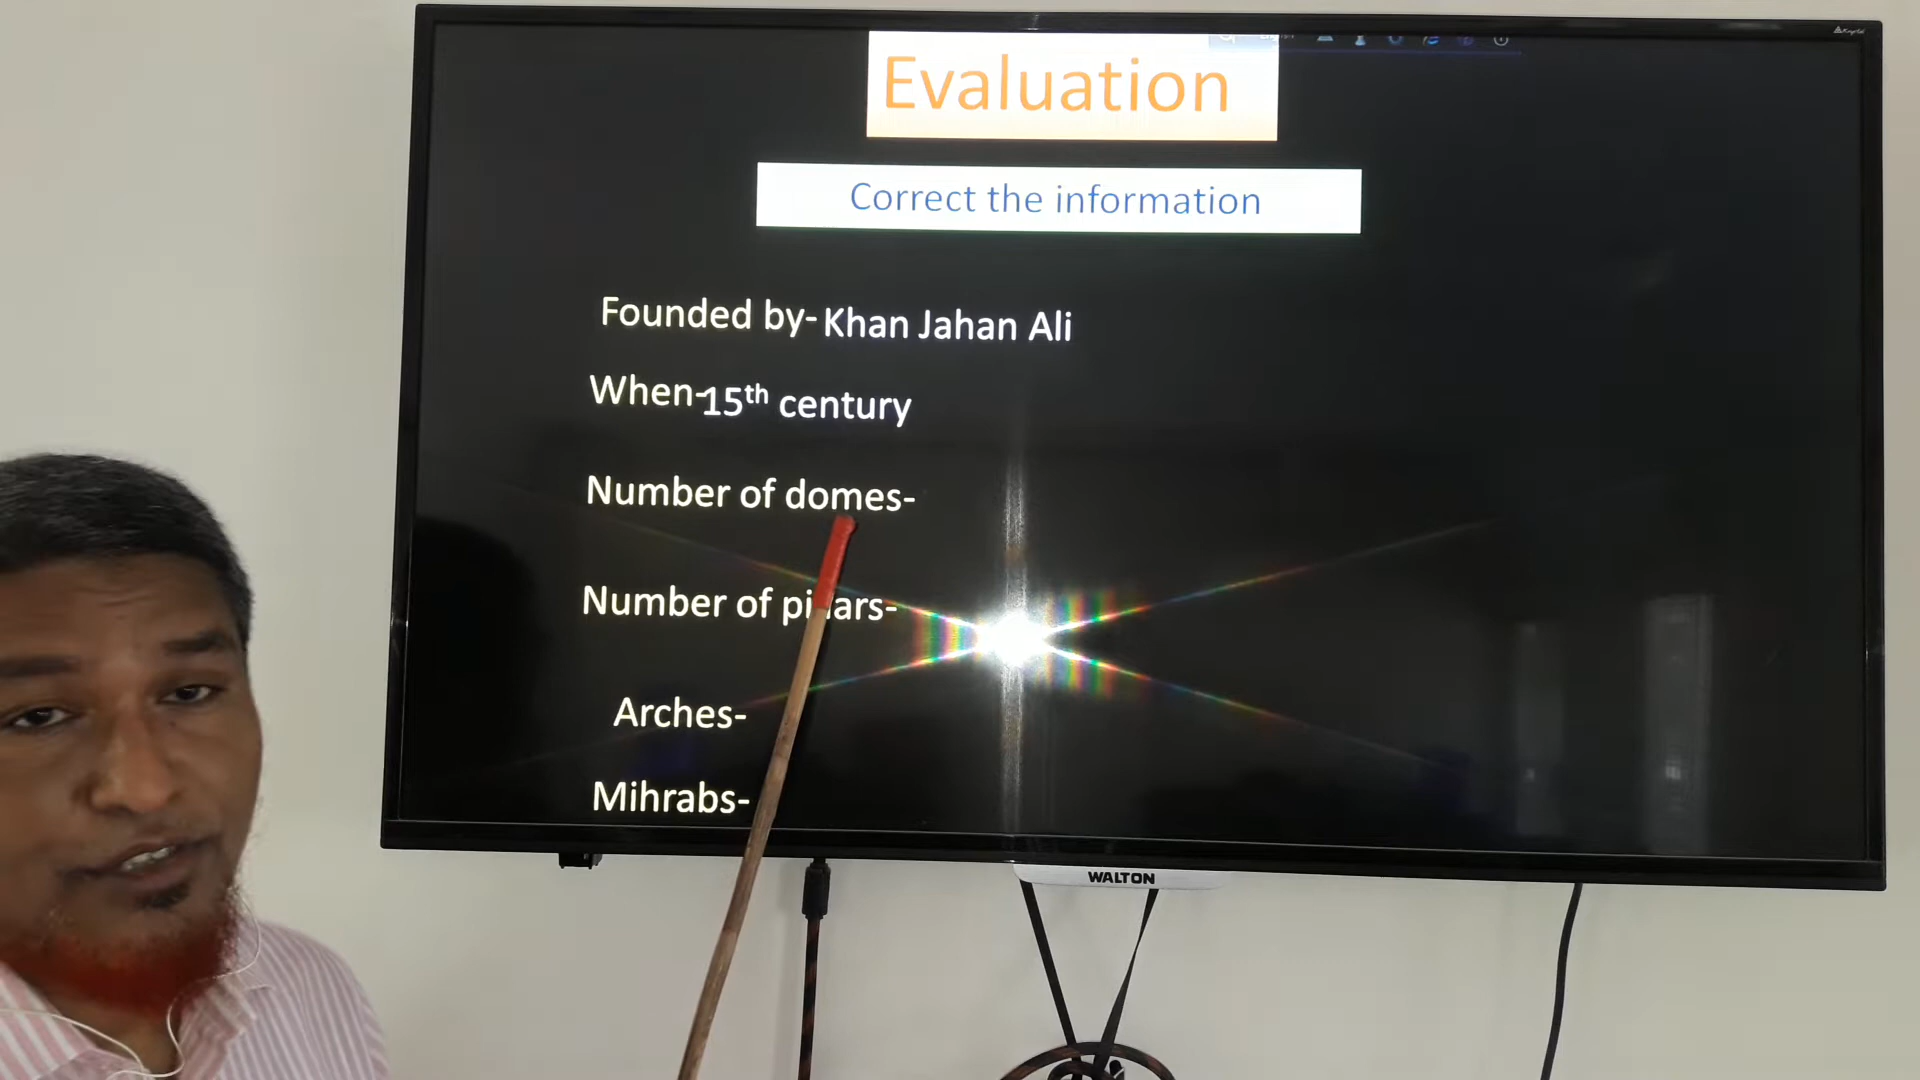 Evaluation
Correct the information
Founded by- Khan Jahan Ali
When-15th century
Number of domes-
Number of pillars-
Arches-
Mihrabs-
WALTON